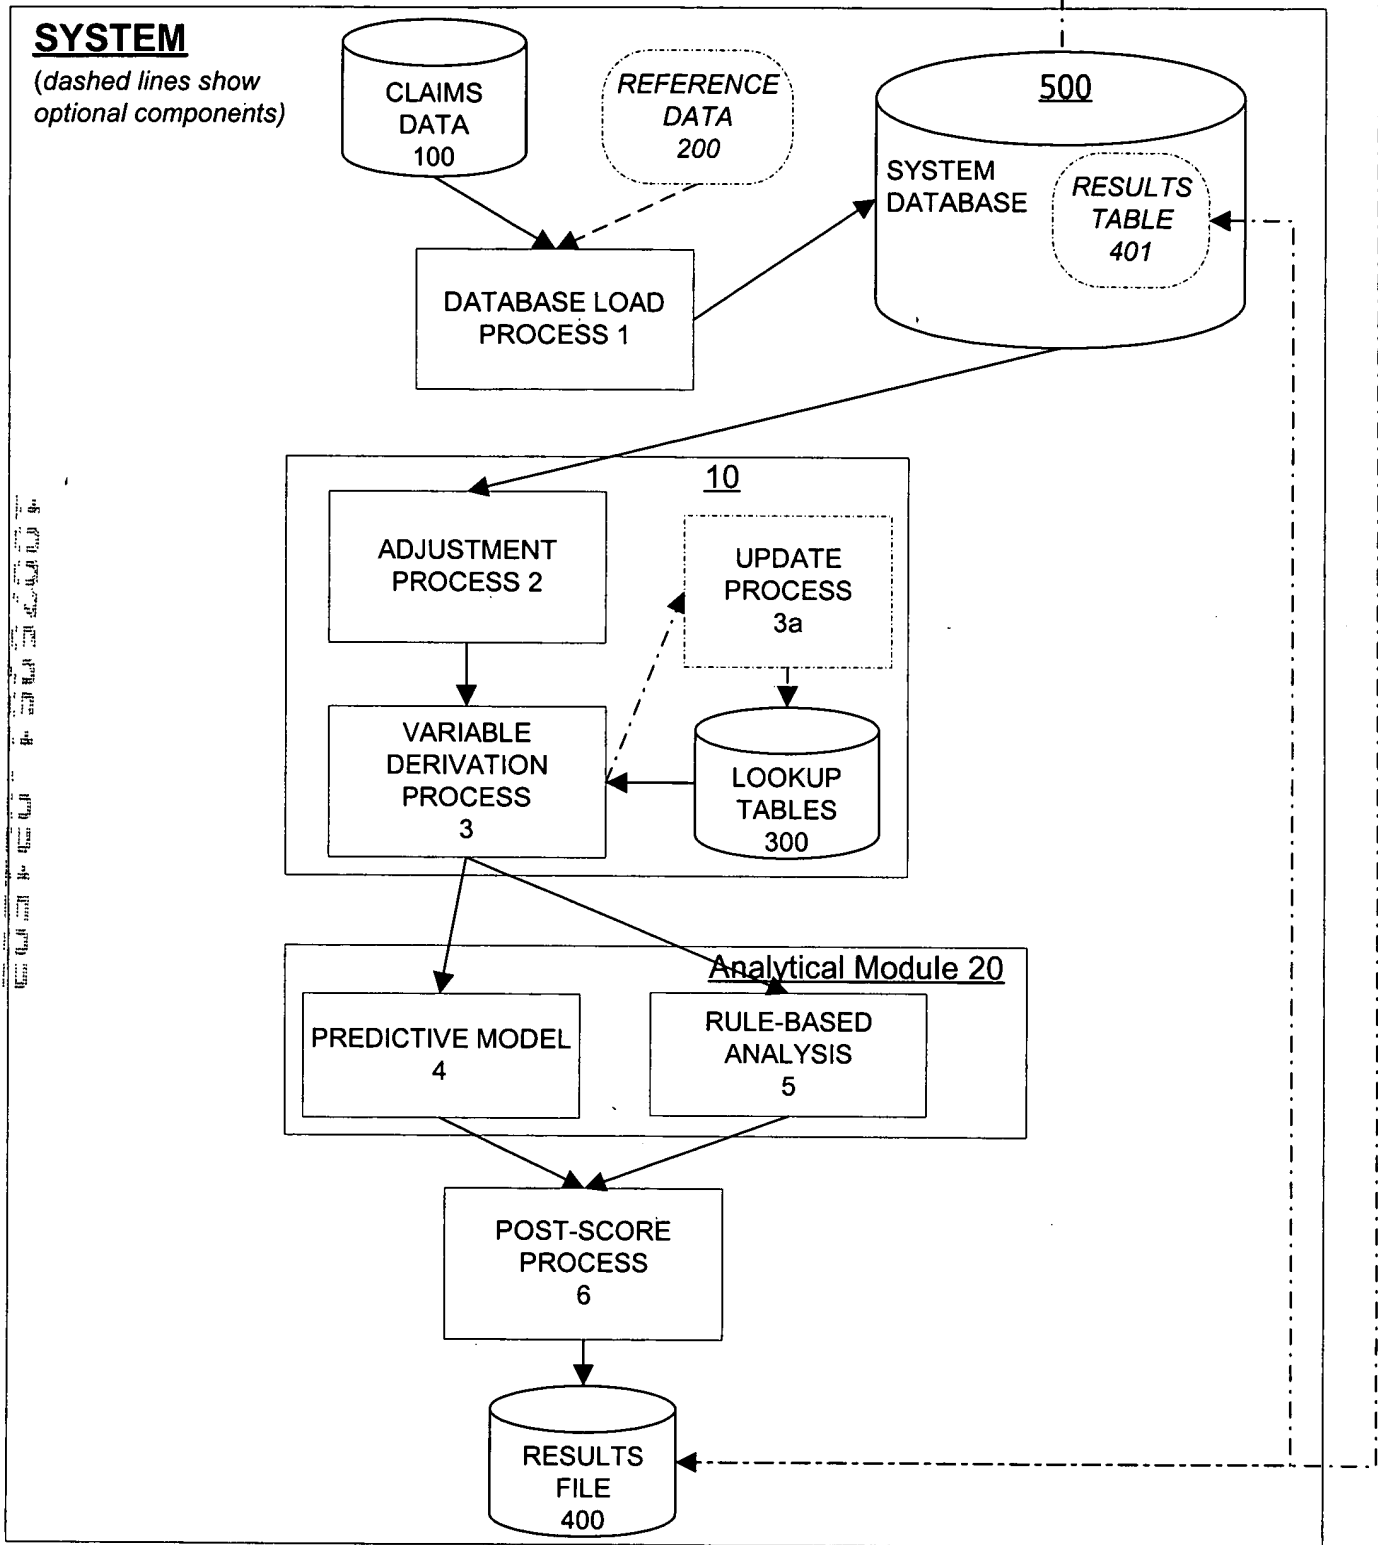 SYSTEM
(dashed lines show
optional components)
CLAIMS
DATA
100
REFERENCE
DATA
200
500
SYSTEM
DATABASE
RESULTS
TABLE
401
DATABASE LOAD
PROCESS 1
10
ADJUSTMENT
PROCESS 2
UPDATE
PROCESS
3a
VARIABLE
DERIVATION
PROCESS
3
LOOKUP
TABLES
300
Analytical Module 20
PREDICTIVE MODEL
4
RULE-BASED
ANALYSIS
5
POST-SCORE
PROCESS
6
RESULTS
FILE
400